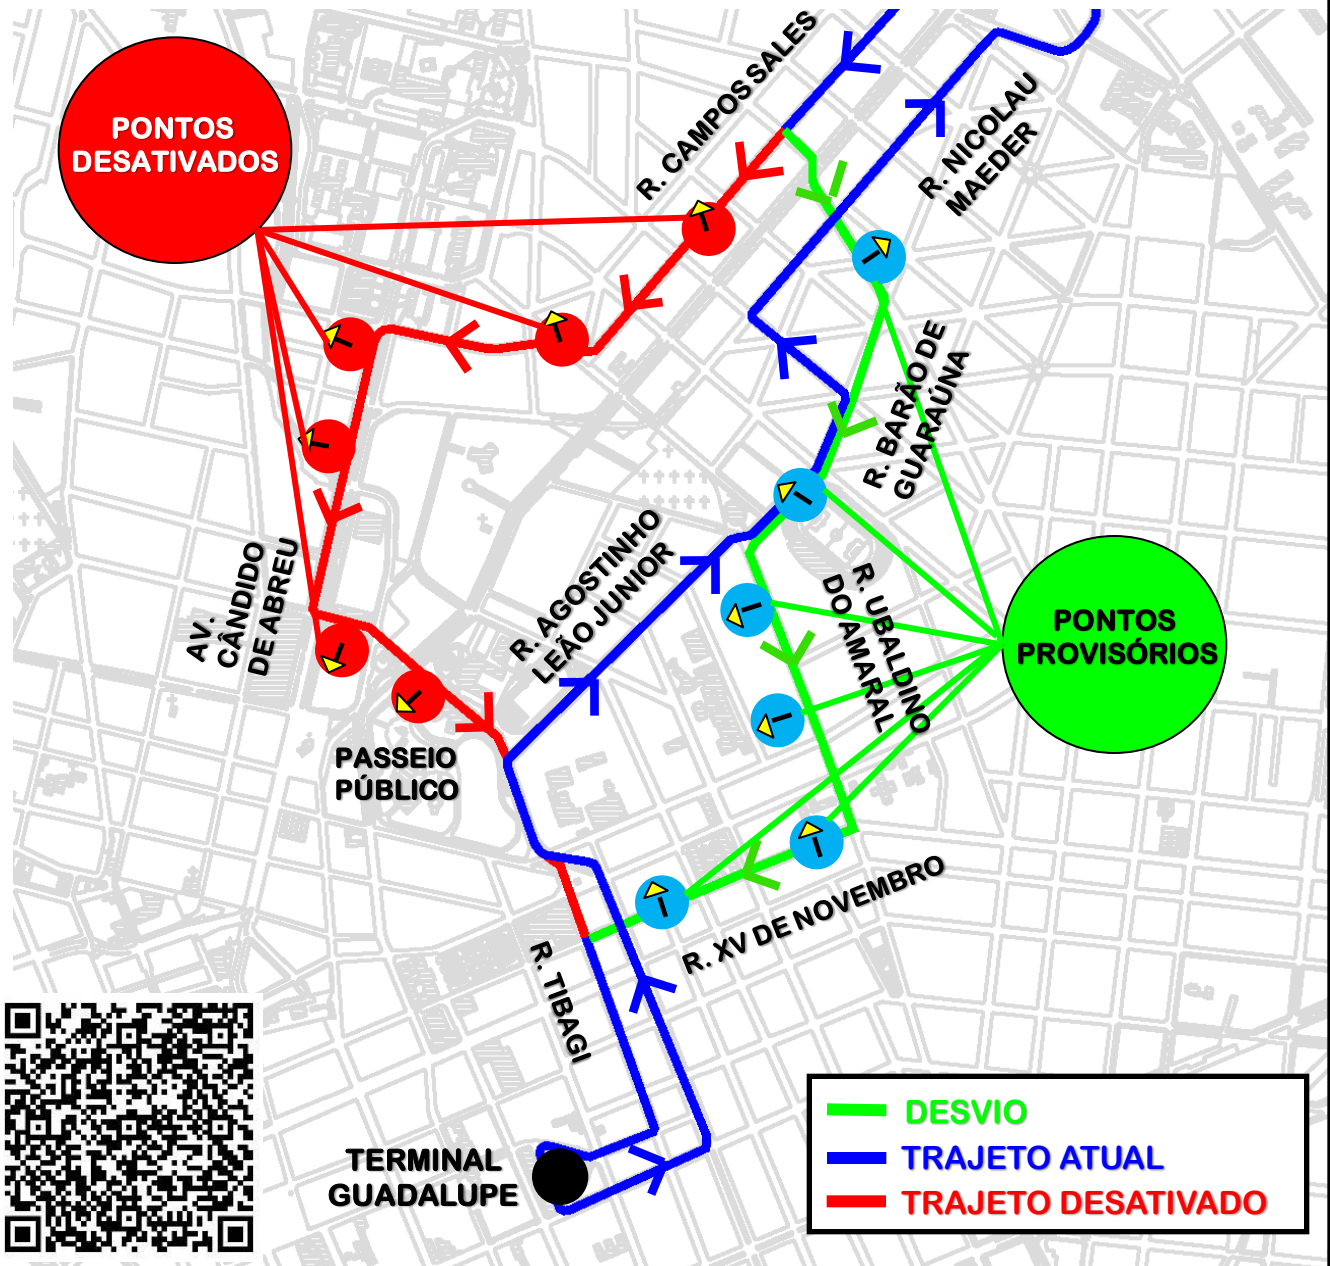 PONTOS
DESATIVADOS
R. CAMPOS SALES
R. NICOLAU
MAEDER
R. BARÃO DE
GUARAÚNA
AV.
CÂNDIDO
DE ABREU
R. AGOSTINHO
LEÃO JUNIOR
R. UBALDINO
DO AMARAL
PONTOS
PROVISÓRIOS
PASSEIO
PÚBLICO
R. XV DE NOVEMBRO
R. TIBAGI
TERMINAL
GUADALUPE
DESVIO
TRAJETO ATUAL
TRAJETO DESATIVADO